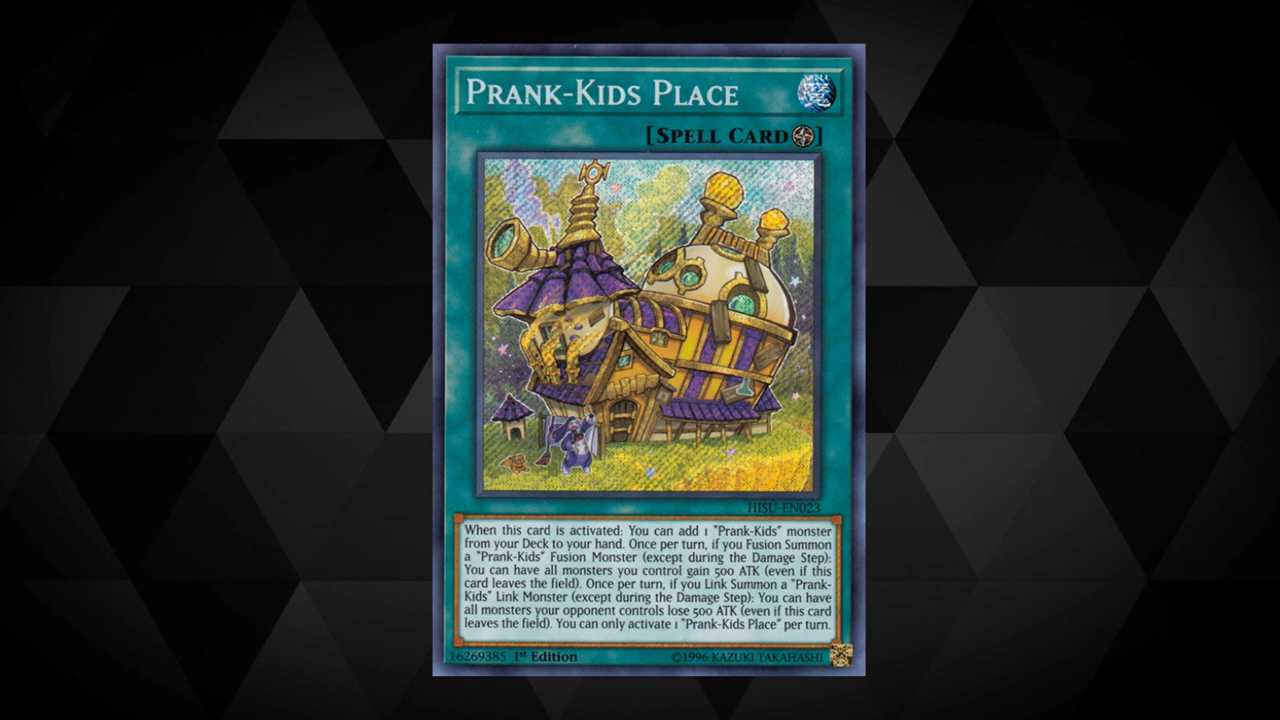 Prank-Kids Place
[Spell Card]
HISU-EN023
When this card is activated: You can add 1 "Prank-Kids" monster
from your Deck to your hand. Once per turn, if you Fusion Summon
a "Prank-Kids" Fusion Monster (except during the Damage Step):
You can have all monsters you control gain 500 ATK (even if this
card leaves the field). Once per turn, if you Link Summon a "Prank-
Kids" Link Monster (except during the Damage Step): You can have
all monsters your opponent controls lose 500 ATK (even if this card
leaves the field). You can only activate 1 "Prank-Kids Place" per turn.
16269385 1st Edition ©1996 KAZUKI TAKAHASHI